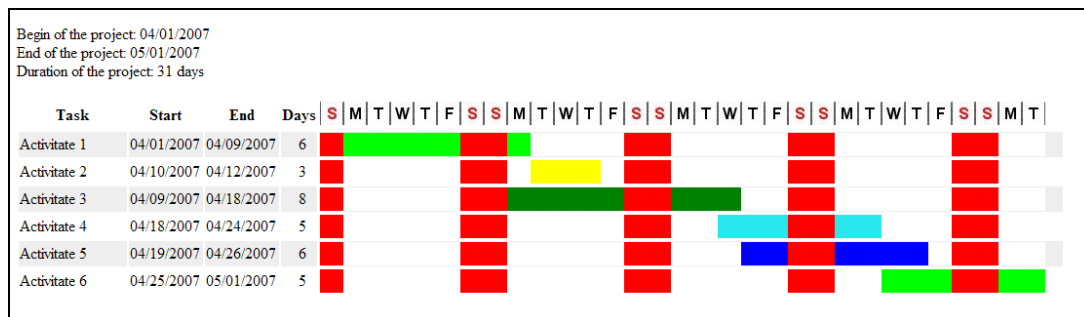 Begin of the project: 04/01/2007
End of the project: 05/01/2007
Duration of the project: 31 days
Task Start End Days S M T W T F S S M T W T F S S M T W T F S S M T W T F S S M T
Activitate 1 04/01/2007 04/09/2007 6
Activitate 2 04/10/2007 04/12/2007 3
Activitate 3 04/09/2007 04/18/2007 8
Activitate 4 04/18/2007 04/24/2007 5
Activitate 5 04/19/2007 04/26/2007 6
Activitate 6 04/25/2007 05/01/2007 5